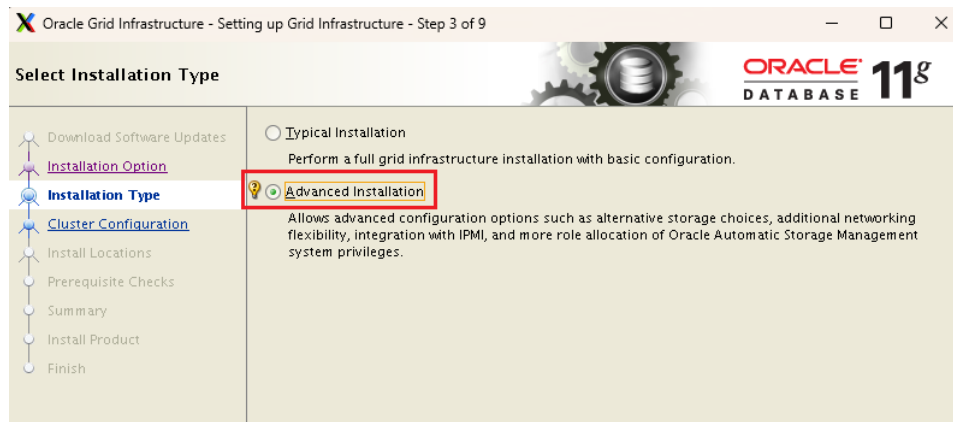 Oracle Grid Infrastructure - Setting up Grid Infrastructure - Step 3 of 9
Select Installation Type
ORACLE
DATABASE
11g
Download Software Updates
Installation Option
Installation Type
Cluster Configuration
Install Locations
Prerequisite Checks
Summary
Install Product
Finish
Typical Installation
Perform a full grid infrastructure installation with basic configuration.
Advanced Installation
Allows advanced configuration options such as alternative storage choices, additional networking
flexibility, integration with IPMI, and more role allocation of Oracle Automatic Storage Management
system privileges.